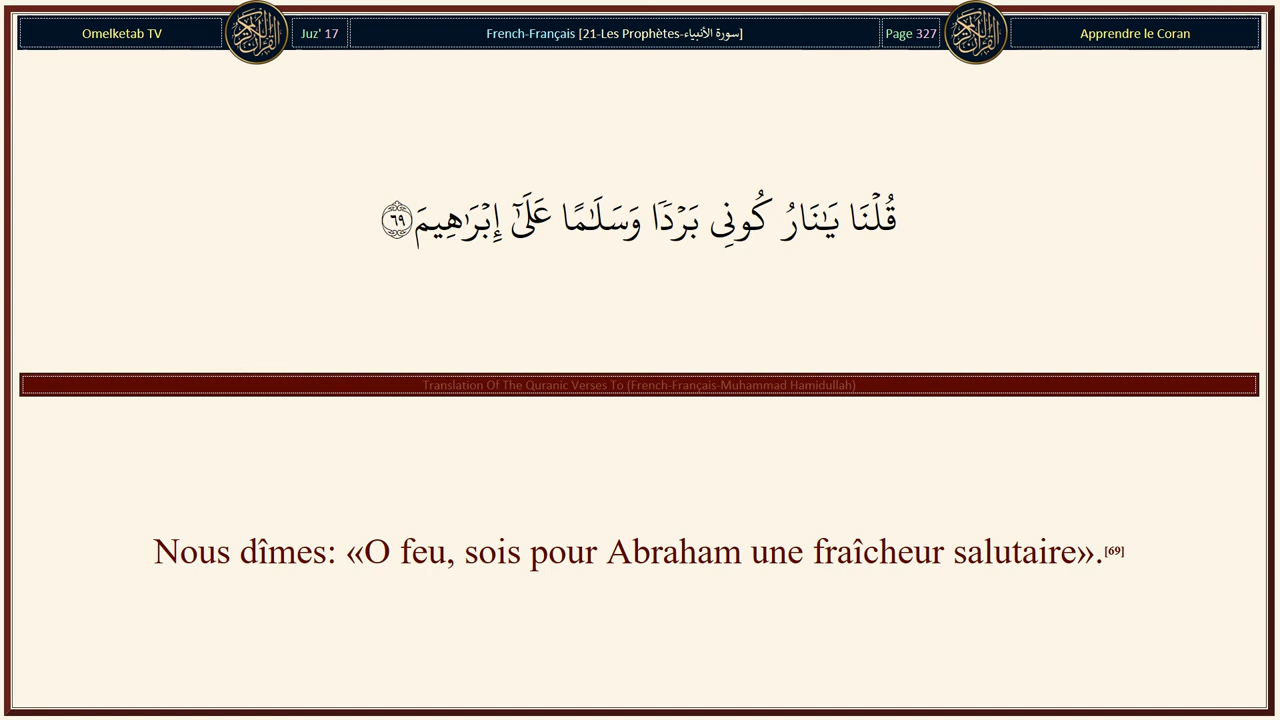 Omelketab TV
Juz' 17
French-Français [21-Les Prophètes-سورة الأنبياء]
Page 327
Apprendre le Coran
قُلْنَا يَـٰنَارُ كُونِى بَرْدًا وَسَلَـٰمًا عَلَىٰٓ إِبْرَٰهِيمَ ٦٩
Translation Of The Quranic Verses To (French-Français-Muhammad Hamidullah)
Nous dîmes: «O feu, sois pour Abraham une fraîcheur salutaire».[69]